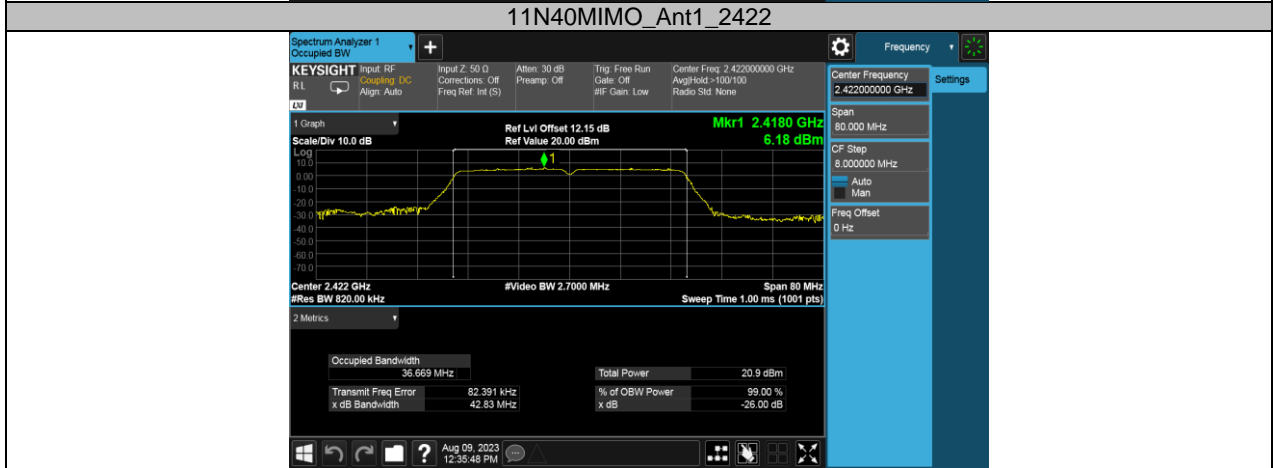 11N40MIMO_Ant1_2422
Spectrum Analyzer 1
Occupied BW
+
Frequency
KEYSIGHT
RL
LXI
Input: RF
Coupling: DC
Align: Auto
Input Z: 50 Ω
Corrections: Off
Freq Ref: Int (S)
Atten: 30 dB
Preamp: Off
Trig: Free Run
Gate: Off
#IF Gain: Low
Center Freq: 2.422000000 GHz
Avg|Hold:>100/100
Radio Std: None
Center Frequency
2.422000000 GHz
Settings
Span
80.000 MHz
CF Step
8.000000 MHz
Auto
Man
Freq Offset
0 Hz
1 Graph
Ref Lvl Offset 12.15 dB
Mkr1 2.4180 GHz
Scale/Div 10.0 dB
Ref Value 20.00 dBm
6.18 dBm
Log
1
10.0
0.00
-10.0
-20.0
-30.0
-40.0
-50.0
-60.0
-70.0
Center 2.422 GHz
#Video BW 2.7000 MHz
Span 80 MHz
#Res BW 820.00 kHz
Sweep Time 1.00 ms (1001 pts)
2 Metrics
Occupied Bandwidth
36.669 MHz
Total Power 20.9 dBm
Transmit Freq Error 82.391 kHz
% of OBW Power 99.00 %
x dB Bandwidth 42.83 MHz
x dB -26.00 dB
?
Aug 09, 2023
12:35:48 PM